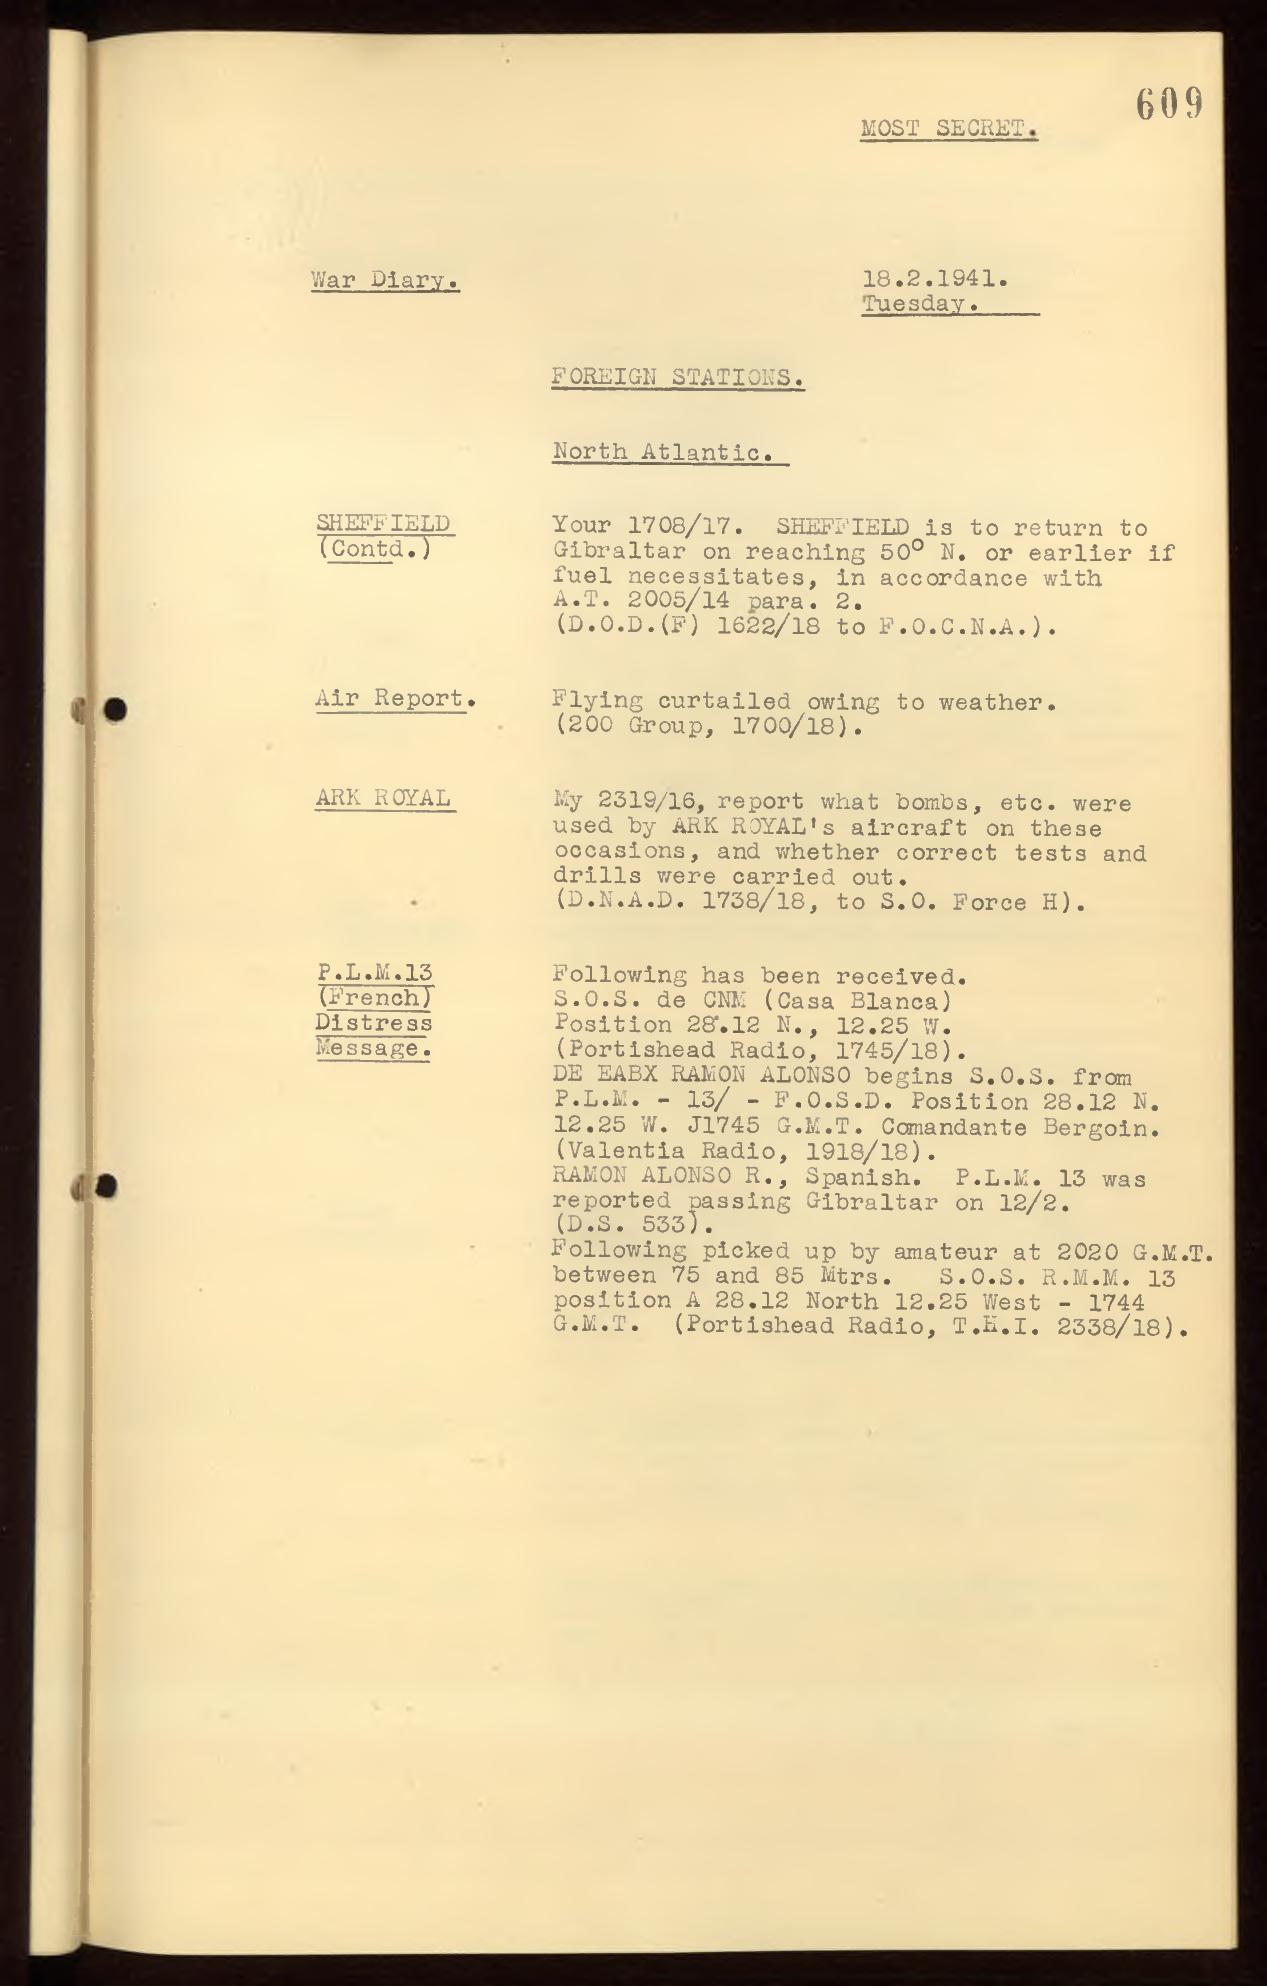 609
MOST SECRET.
War Diary.
18.2.1941.
Tuesday.
FOREIGN STATIONS.
North Atlantic.
SHEFFIELD
(Contd.)
Your 1708/17. SHEFFIELD is to return to
Gibraltar on reaching 50° N. or earlier if
fuel necessitates, in accordance with
A.T. 2005/14 para. 2.
(D.O.D.(F) 1622/18 to F.O.C.N.A.).
Air Report.
Flying curtailed owing to weather.
(200 Group, 1700/18).
ARK ROYAL
My 2319/16, report what bombs, etc. were
used by ARK ROYAL's aircraft on these
occasions, and whether correct tests and
drills were carried out.
(D.N.A.D. 1738/18, to S.O. Force H).
P.L.M.13
(French)
Distress
Message.
Following has been received.
S.O.S. de CNM (Casa Blanca)
Position 28.12 N., 12.25 W.
(Portishead Radio, 1745/18).
DE EABX RAMON ALONSO begins S.O.S. from
P.L.M. - 13/ - F.O.S.D. Position 28.12 N.
12.25 W. J1745 G.M.T. Comandante Bergoin.
(Valentia Radio, 1918/18).
RAMON ALONSO R., Spanish. P.L.M. 13 was
reported passing Gibraltar on 12/2.
(D.S. 533).
Following picked up by amateur at 2020 G.M.T.
between 75 and 85 Mtrs. S.O.S. R.M.M. 13
position A 28.12 North 12.25 West - 1744
G.M.T. (Portishead Radio, T.H.I. 2338/18).